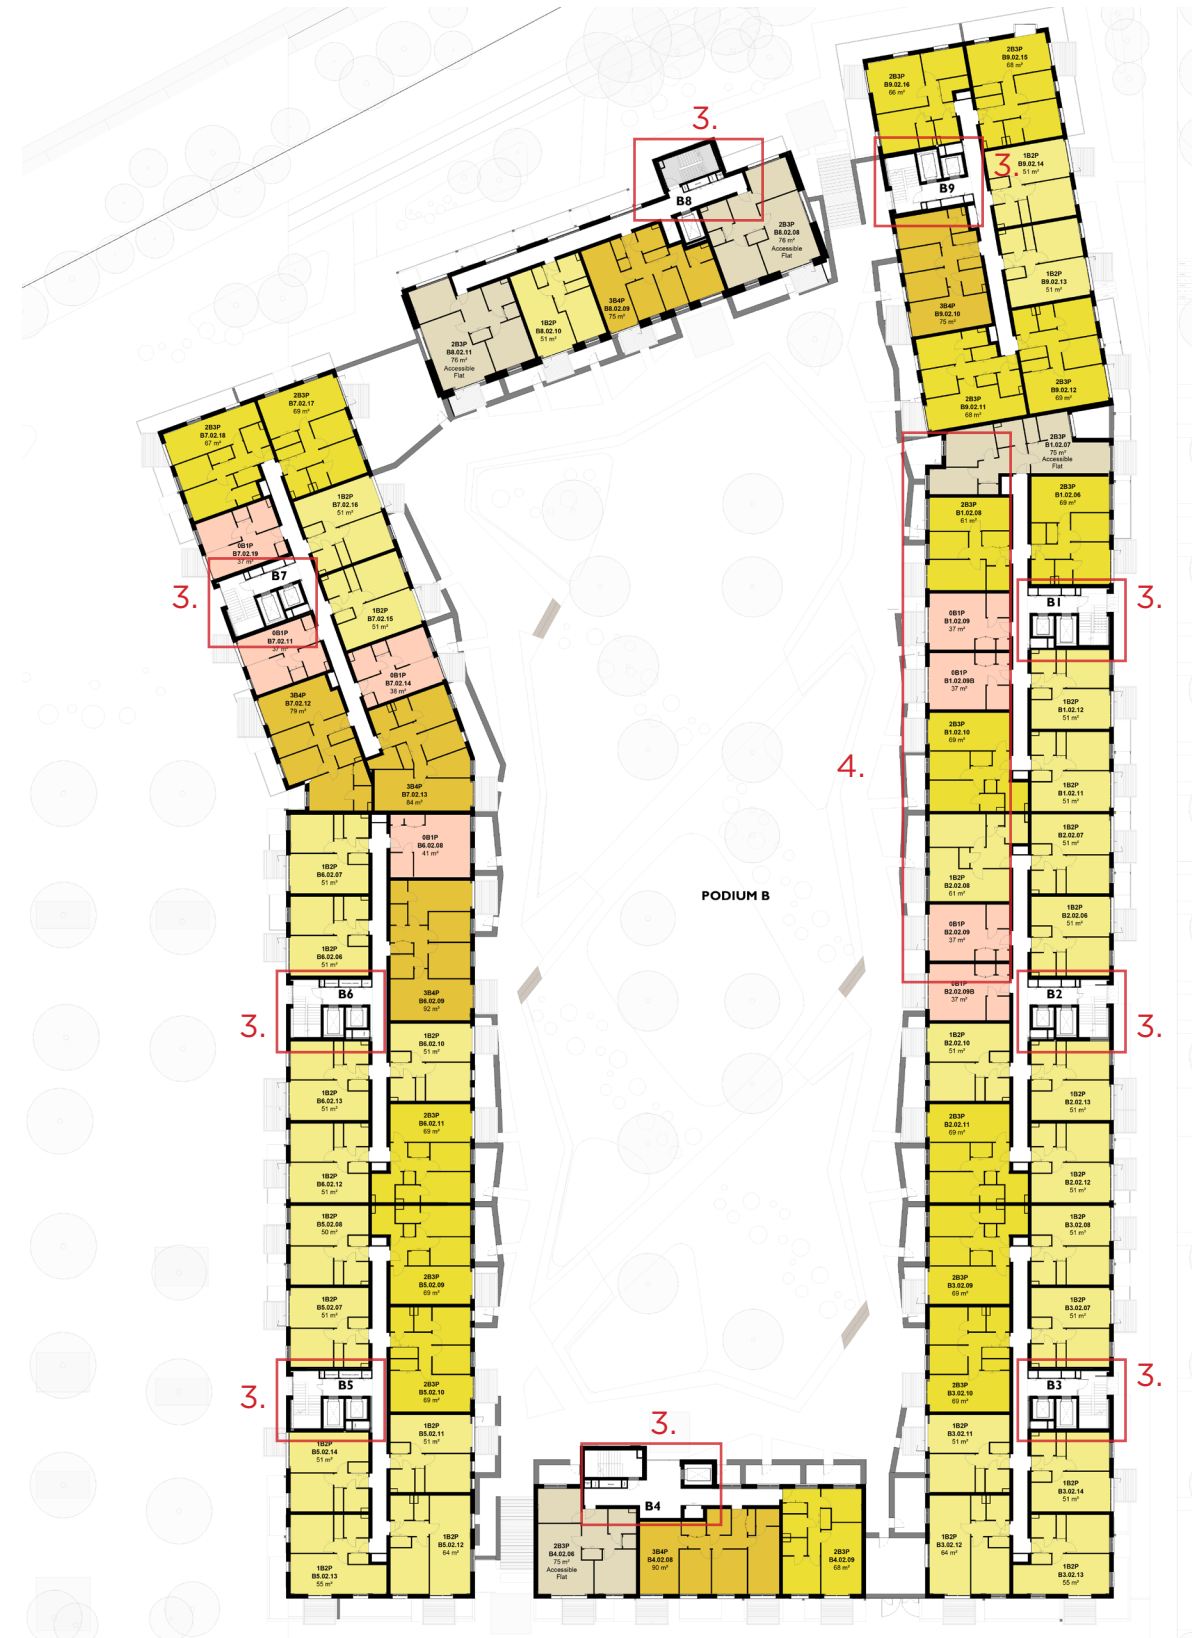 2B3P
B9.02.15
68 m²
2B3P
B9.02.16
66 m²
3.
3.
1B2P
B9.02.14
51 m²
B9
B8
2B3P
B8.02.08
76 m²
Accessible
Flat
1B2P
B9.02.13
51 m²
3B4P
B8.02.09
75 m²
3B4P
B9.02.10
75 m²
1B2P
B8.02.10
51 m²
2B3P
B8.02.11
76 m²
Accessible
Flat
2B3P
B9.02.12
69 m²
2B3P
B9.02.11
68 m²
2B3P
B7.02.17
69 m²
2B3P
B7.02.18
67 m²
2B3P
B1.02.07
75 m²
Accessible
Flat
2B3P
B1.02.06
69 m²
1B2P
B7.02.16
51 m²
2B3P
B1.02.08
61 m²
0B1P
B7.02.19
37 m²
B7
3.
B1
3.
1B2P
B7.02.15
51 m²
0B1P
B1.02.09
37 m²
0B1P
B7.02.11
37 m²
0B1P
B7.02.14
38 m²
0B1P
B1.02.09B
37 m²
3B4P
B7.02.12
79 m²
1B2P
B1.02.12
51 m²
2B3P
B1.02.10
69 m²
4.
3B4P
B7.02.13
84 m²
1B2P
B1.02.11
51 m²
0B1P
B6.02.08
41 m²
1B2P
B2.02.07
51 m²
1B2P
B6.02.07
51 m²
1B2P
B2.02.08
61 m²
PODIUM B
1B2P
B2.02.06
51 m²
0B1P
B2.02.09
37 m²
1B2P
B6.02.06
51 m²
0B1P
B2.02.09B
37 m²
B6
3.
3B4P
B6.02.09
92 m²
B2
3.
1B2P
B6.02.10
51 m²
1B2P
B2.02.10
51 m²
1B2P
B6.02.13
51 m²
1B2P
B2.02.13
51 m²
2B3P
B6.02.11
69 m²
2B3P
B2.02.11
69 m²
1B2P
B6.02.12
51 m²
1B2P
B2.02.12
51 m²
1B2P
B5.02.08
50 m²
1B2P
B3.02.08
51 m²
2B3P
B5.02.09
69 m²
2B3P
B3.02.09
69 m²
1B2P
B5.02.07
51 m²
1B2P
B3.02.07
51 m²
B5
3.
2B3P
B5.02.10
69 m²
2B3P
B3.02.10
69 m²
B3
3.
1B2P
B5.02.11
51 m²
1B2P
B3.02.11
51 m²
3.
1B2P
B5.02.14
51 m²
1B2P
B3.02.14
51 m²
B4
1B2P
B5.02.12
64 m²
1B2P
B3.02.12
64 m²
2B3P
B4.02.06
75 m²
Accessible
Flat
3B4P
B4.02.08
90 m²
2B3P
B4.02.09
68 m²
1B2P
B5.02.13
55 m²
1B2P
B3.02.13
55 m²